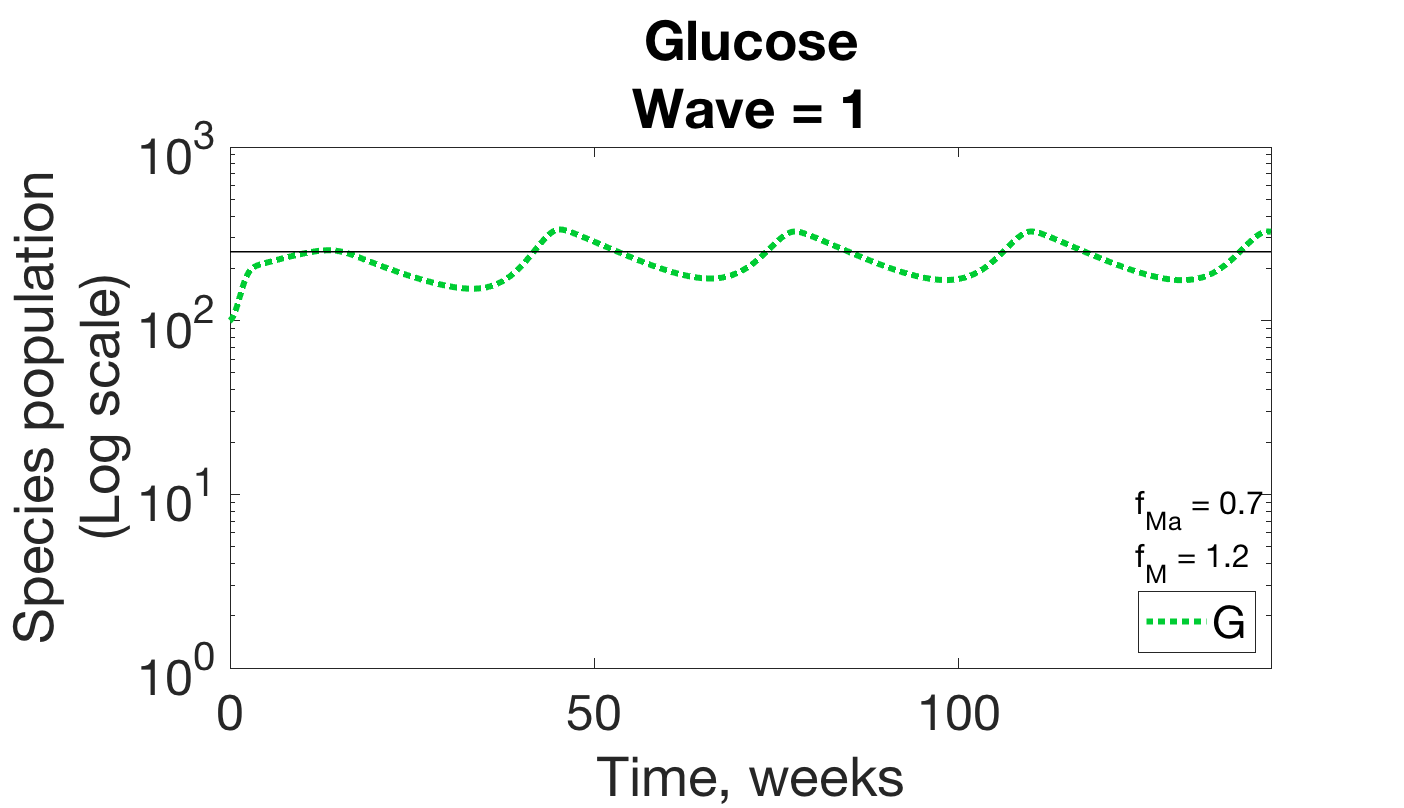 Glucose
Wave = 1
Species population
(Log scale)
10^3
10^2
10^1
10^0
f_Ma = 0.7
f_M = 1.2
G
0 50 100
Time, weeks